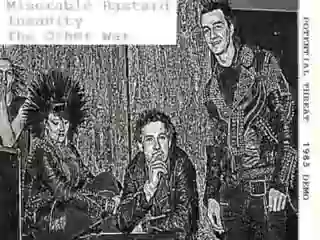 Miserable Bastard
Insanity
The Other War
POTENTIAL THREAT 1983 DEMO